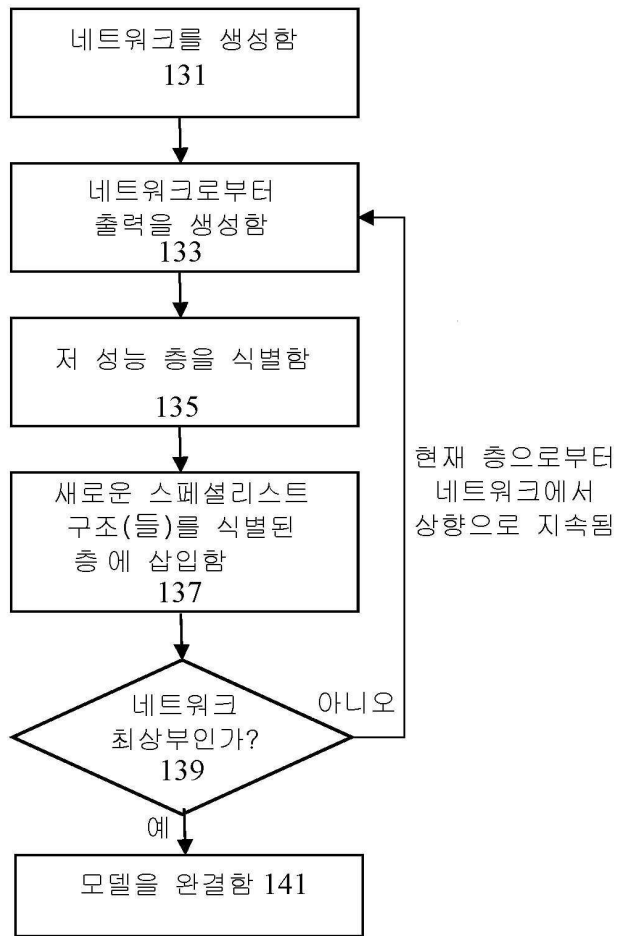 네트워크를 생성함
131
네트워크로부터
출력을 생성함
133
저 성능 층을 식별함
135
새로운 스페셜리스트
구조(들)를 식별된
층에 삽입함
137
현재 층으로부터
네트워크에서
상향으로 지속됨
네트워크
최상부인가?
139
아니오
예
모델을 완결함 141